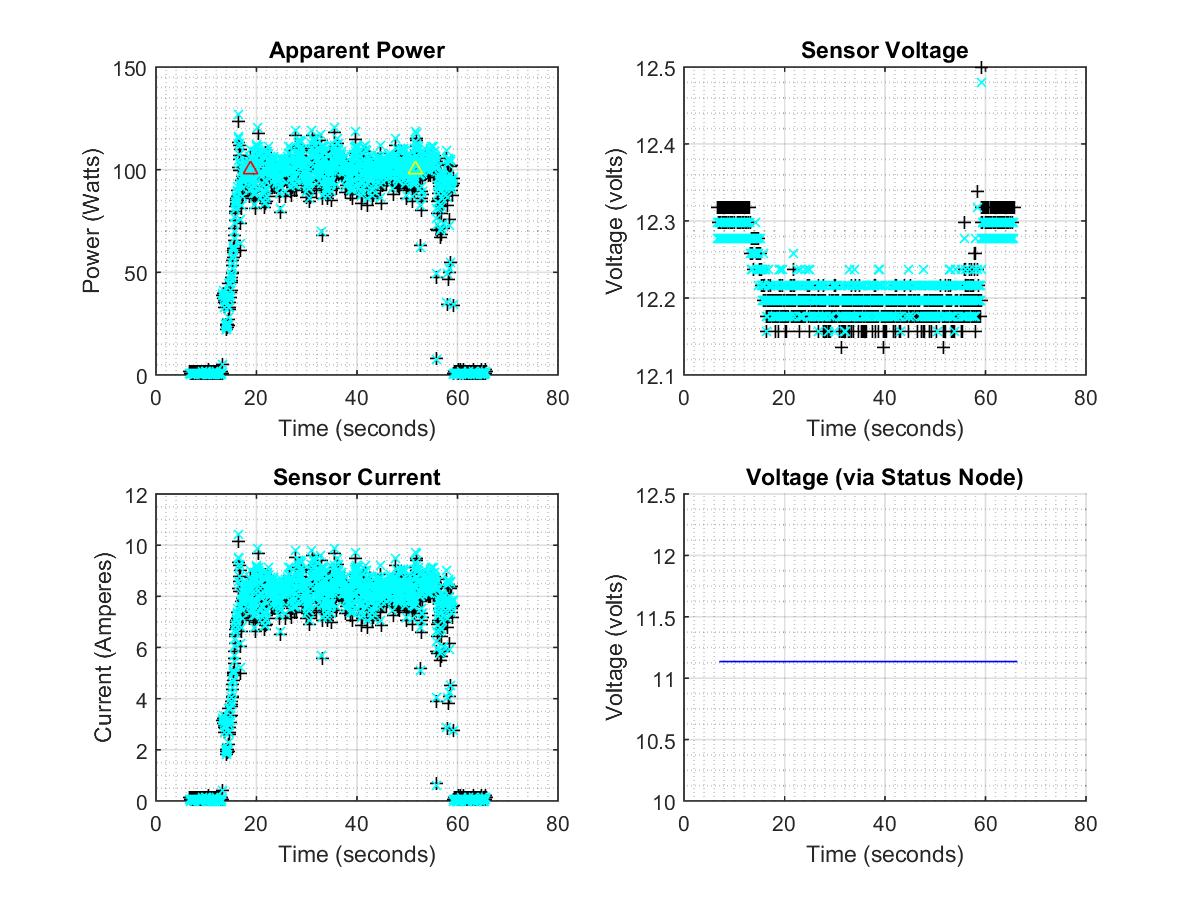 Apparent Power
150
100
50
0
Power (Watts)
0 20 40 60 80
Time (seconds)
Sensor Voltage
12.5
12.4
12.3
12.2
12.1
Voltage (volts)
0 20 40 60 80
Time (seconds)
Sensor Current
12
10
8
6
4
2
0
Current (Amperes)
0 20 40 60 80
Time (seconds)
Voltage (via Status Node)
12.5
12
11.5
11
10.5
10
Voltage (volts)
0 20 40 60 80
Time (seconds)